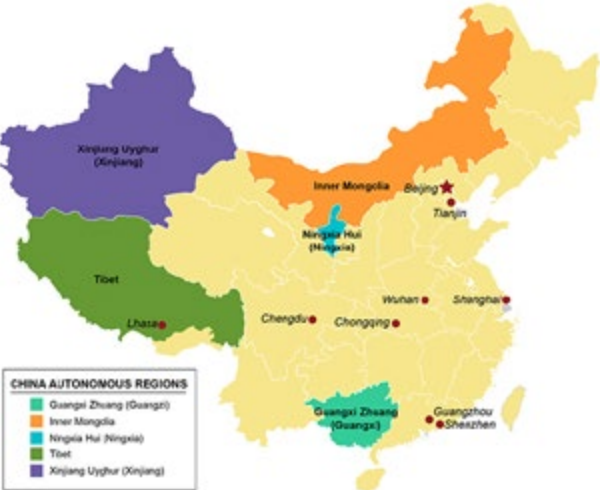 Xinjiang Uyghur
(Xinjiang)
Inner Mongolia
Beijing
Tianjin
Ningxia Hui
(Ningxia)
Tibet
Lhasa
Chengdu
Wuhan
Shanghai
Chongqing
CHINA AUTONOMOUS REGIONS
Guangxi Zhuang (Guangxi)
Inner Mongolia
Ningxia Hui (Ningxia)
Tibet
Xinjiang Uyghur (Xinjiang)
Guangxi Zhuang
(Guangxi)
Guangzhou
Shenzhen